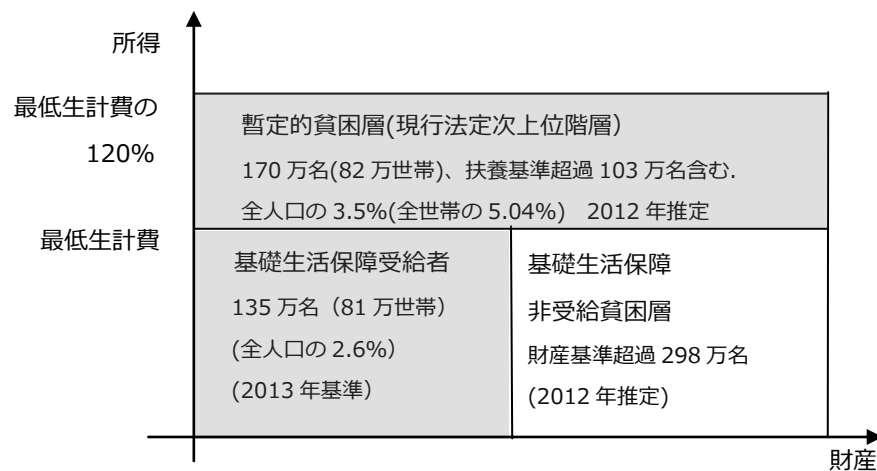 所得
最低生計費の
120%
暫定的貧困層(現行法定次上位階層）
170 万名(82 万世帯)、扶養基準超過 103 万名含む.
全人口の 3.5%(全世帯の 5.04%) 2012 年推定
最低生計費
基礎生活保障受給者
135 万名（81 万世帯）
(全人口の 2.6%）
(2013 年基準）
基礎生活保障
非受給貧困層
財産基準超過 298 万名
(2012 年推定)
財産